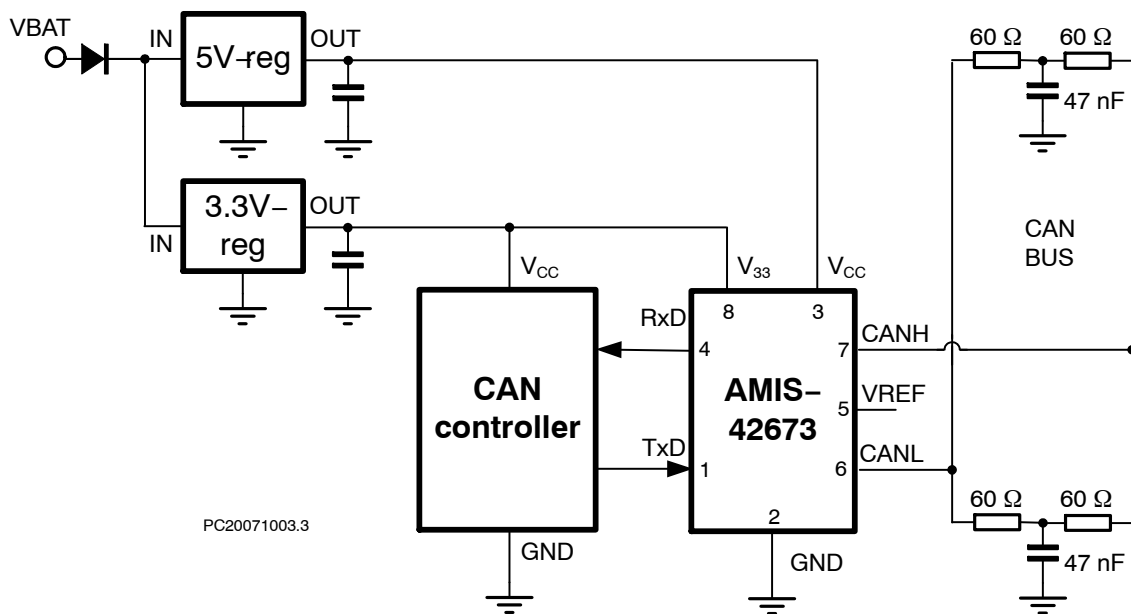 VBAT
IN
5V–reg
OUT
60 Ω
60 Ω
47 nF
3.3V–
reg
OUT
IN
CAN
BUS
VCC
V33
VCC
8
3
RxD
4
7
CANH
CAN
controller
AMIS–
42673
5
VREF
TxD
1
6
CANL
2
60 Ω
60 Ω
PC20071003.3
GND
GND
47 nF